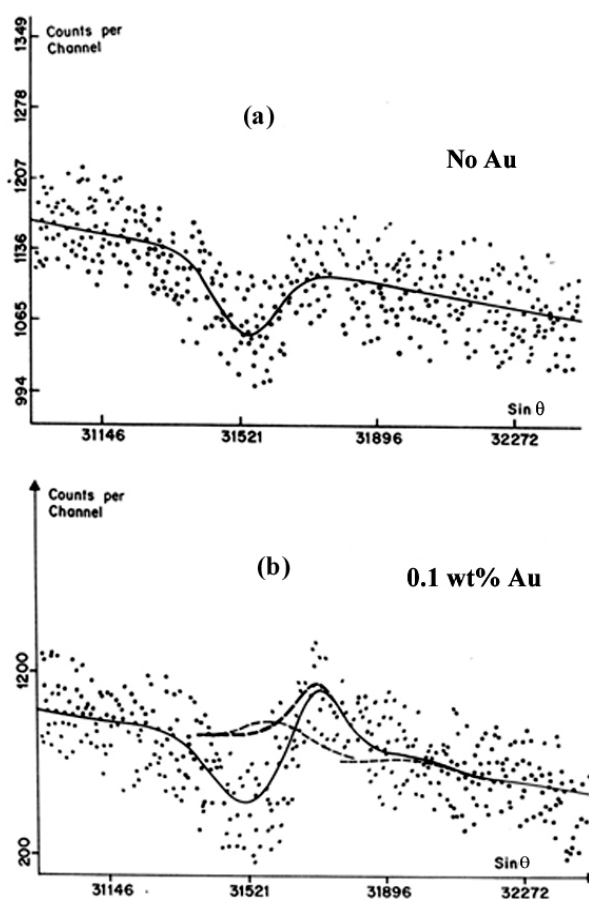 1349
Counts per
Channel
1278
(a)
No Au
1207
1136
1065
994
Sin θ
31146
31521
31896
32272
Counts per
Channel
(b)
0.1 wt% Au
1200
200
Sin θ
31146
31521
31896
32272